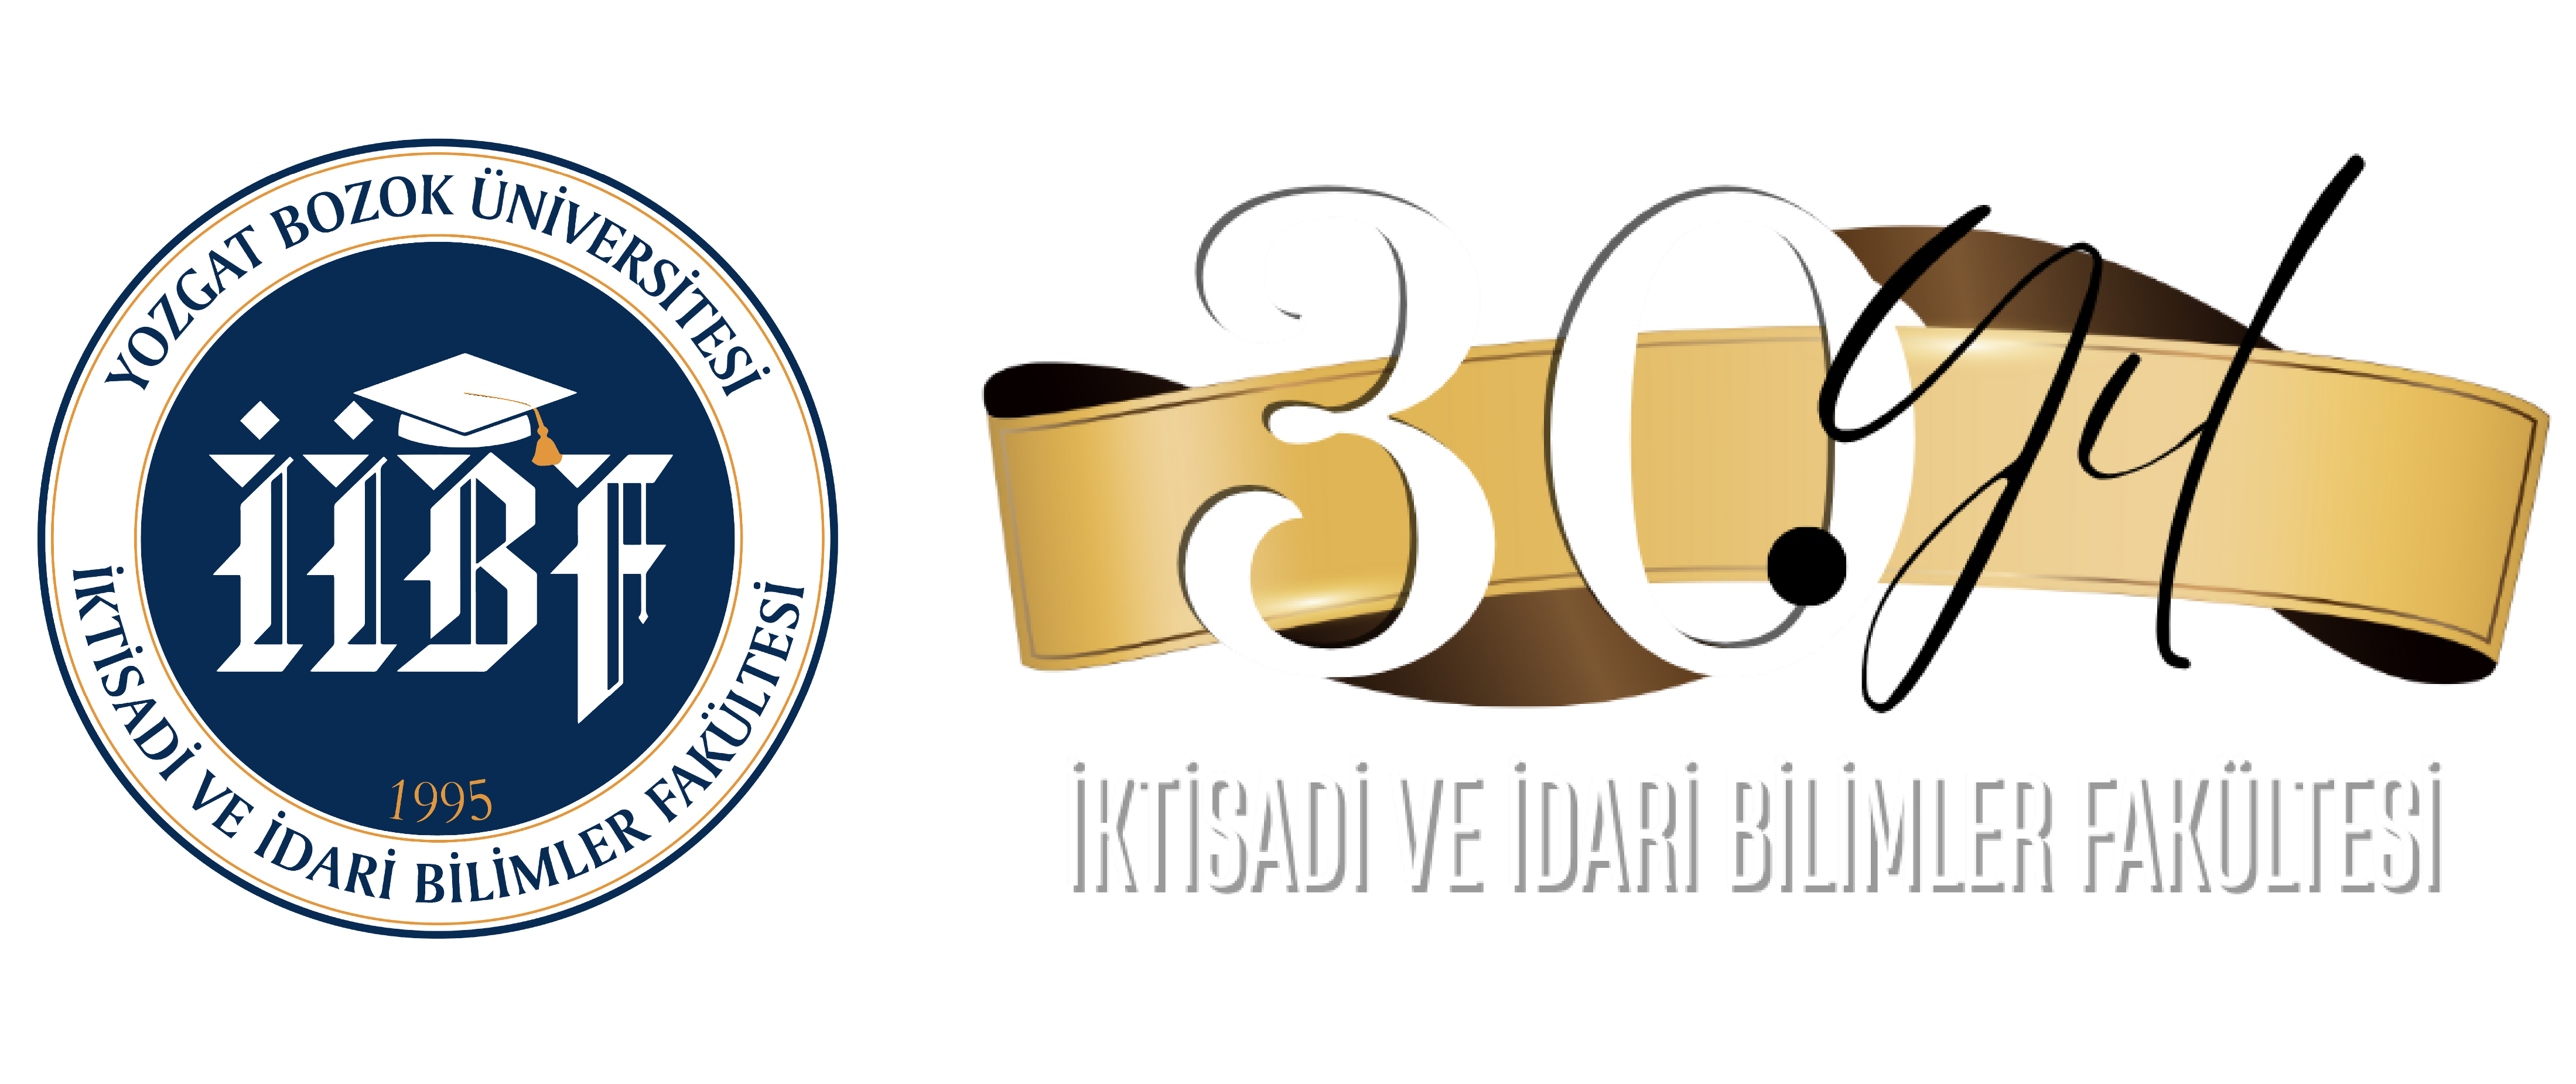 YOZGAT BOZOK ÜNİVERSİTESİ
İİBF
1995
İKTİSADİ VE İDARİ BİLİMLER FAKÜLTESİ
30.Yıl
İKTİSADİ VE İDARİ BİLİMLER FAKÜLTESİ